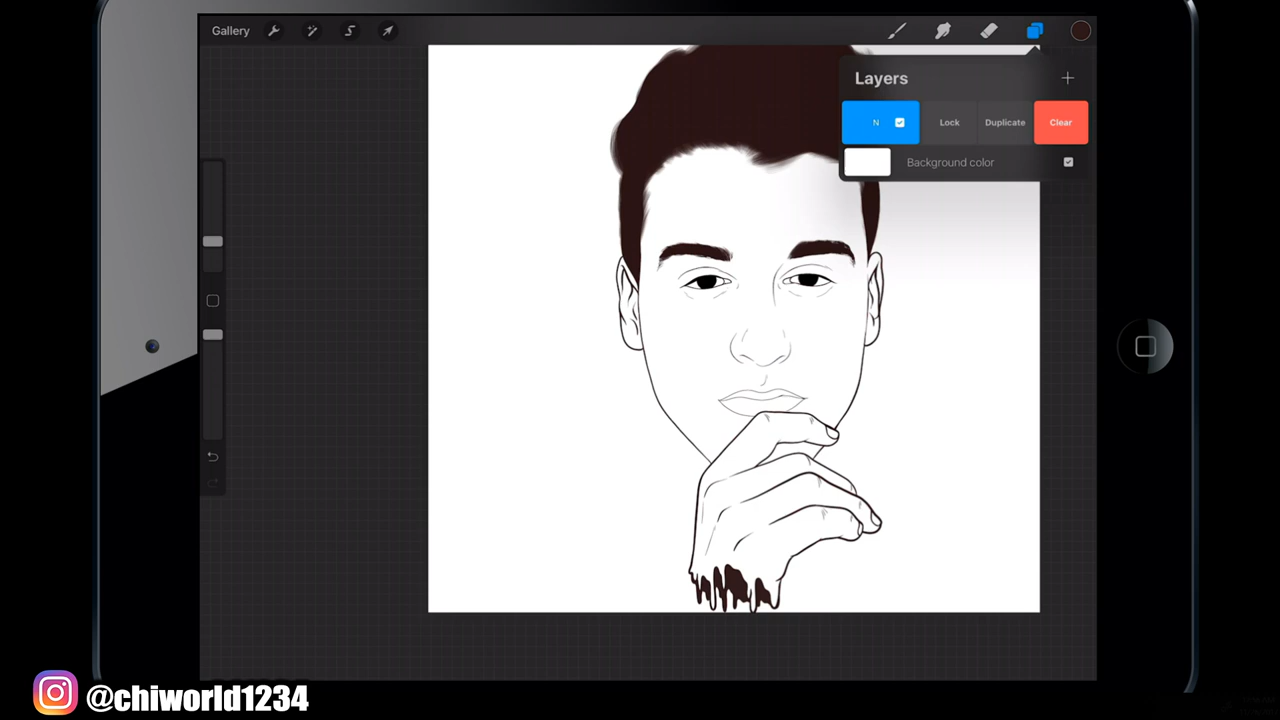 Gallery
Layers
N
Lock
Duplicate
Clear
Background color
@chiworld1234